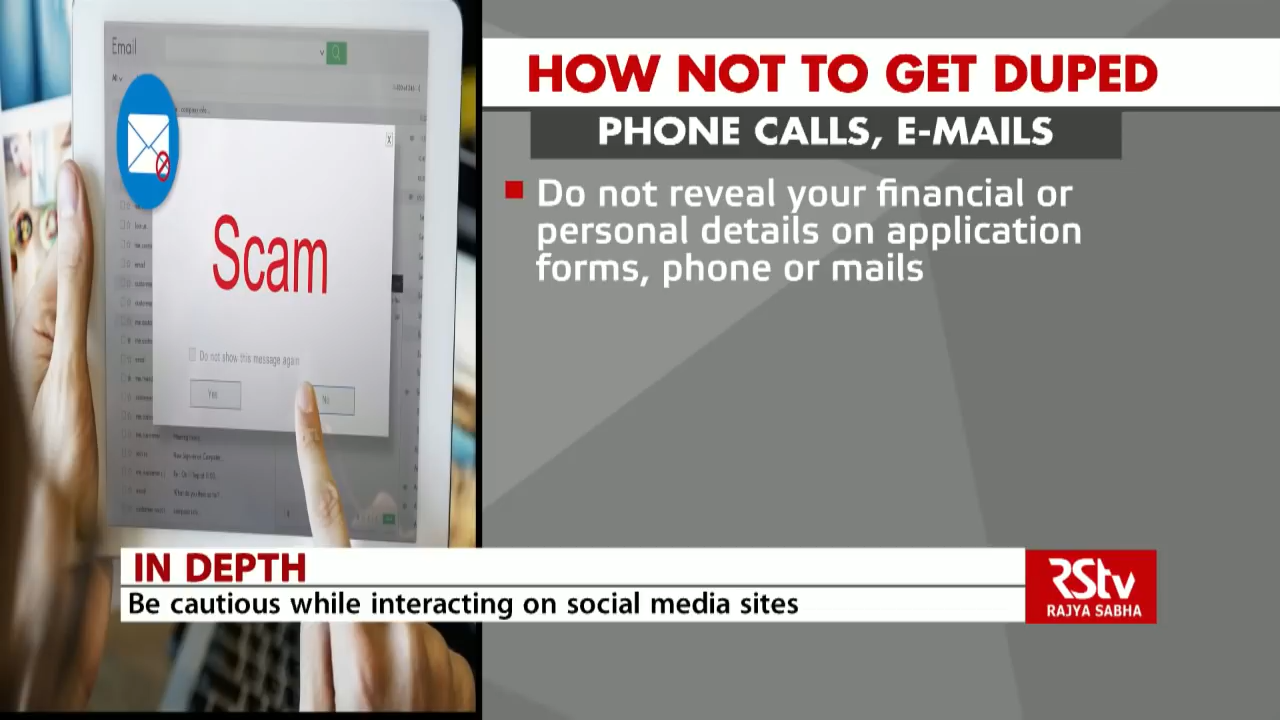 Email
Scam
Do not show this message again
Yes
No
HOW NOT TO GET DUPED
PHONE CALLS, E-MAILS
Do not reveal your financial or
personal details on application
forms, phone or mails
IN DEPTH
Be cautious while interacting on social media sites
RSTV
RAJYA SABHA